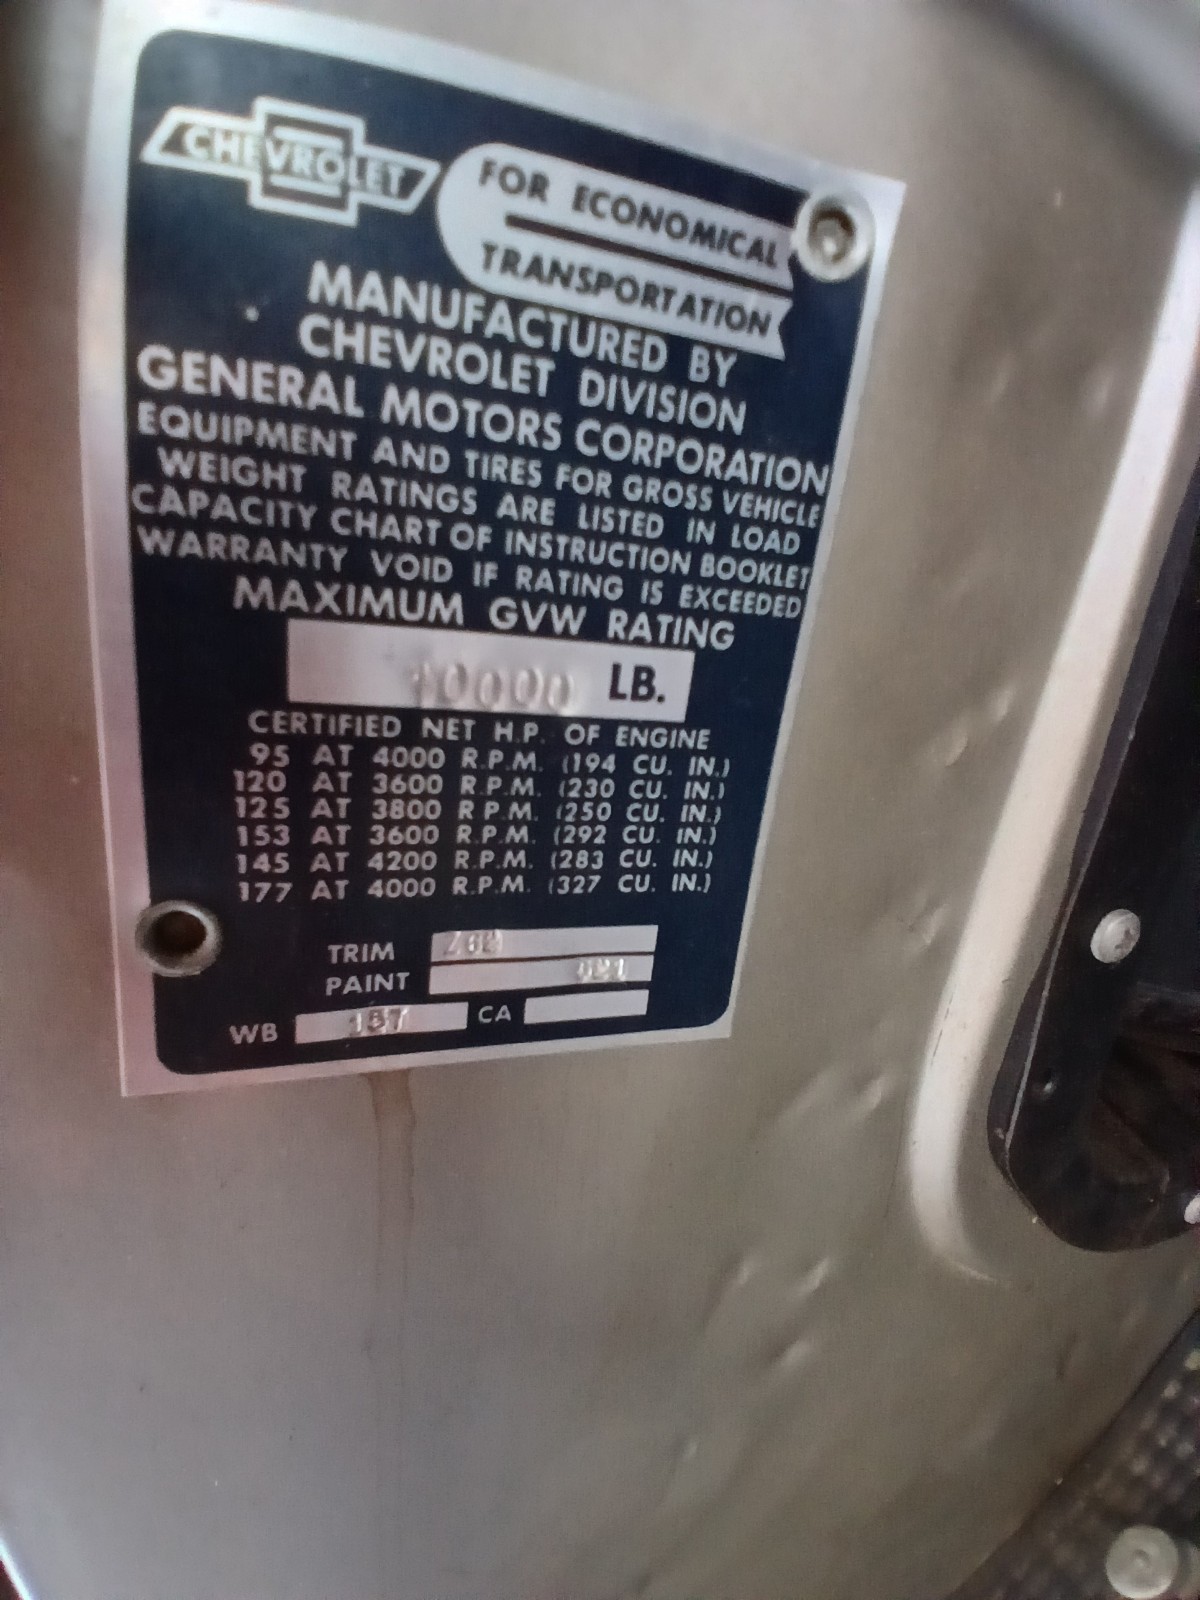 CHEVROLET
FOR ECONOMICAL
TRANSPORTATION
MANUFACTURED BY
CHEVROLET DIVISION
GENERAL MOTORS CORPORATION
EQUIPMENT AND TIRES FOR GROSS VEHICLE
WEIGHT RATINGS ARE LISTED IN LOAD
CAPACITY CHART OF INSTRUCTION BOOKLET
WARRANTY VOID IF RATING IS EXCEEDED
MAXIMUM GVW RATING
10000 LB.
CERTIFIED NET H.P. OF ENGINE
95 AT 4000 R.P.M. (194 CU. IN.)
120 AT 3600 R.P.M. (230 CU. IN.)
125 AT 3800 R.P.M. (250 CU. IN.)
153 AT 3600 R.P.M. (292 CU. IN.)
145 AT 4200 R.P.M. (283 CU. IN.)
177 AT 4000 R.P.M. (327 CU. IN.)
TRIM
PAINT
WB 157 CA